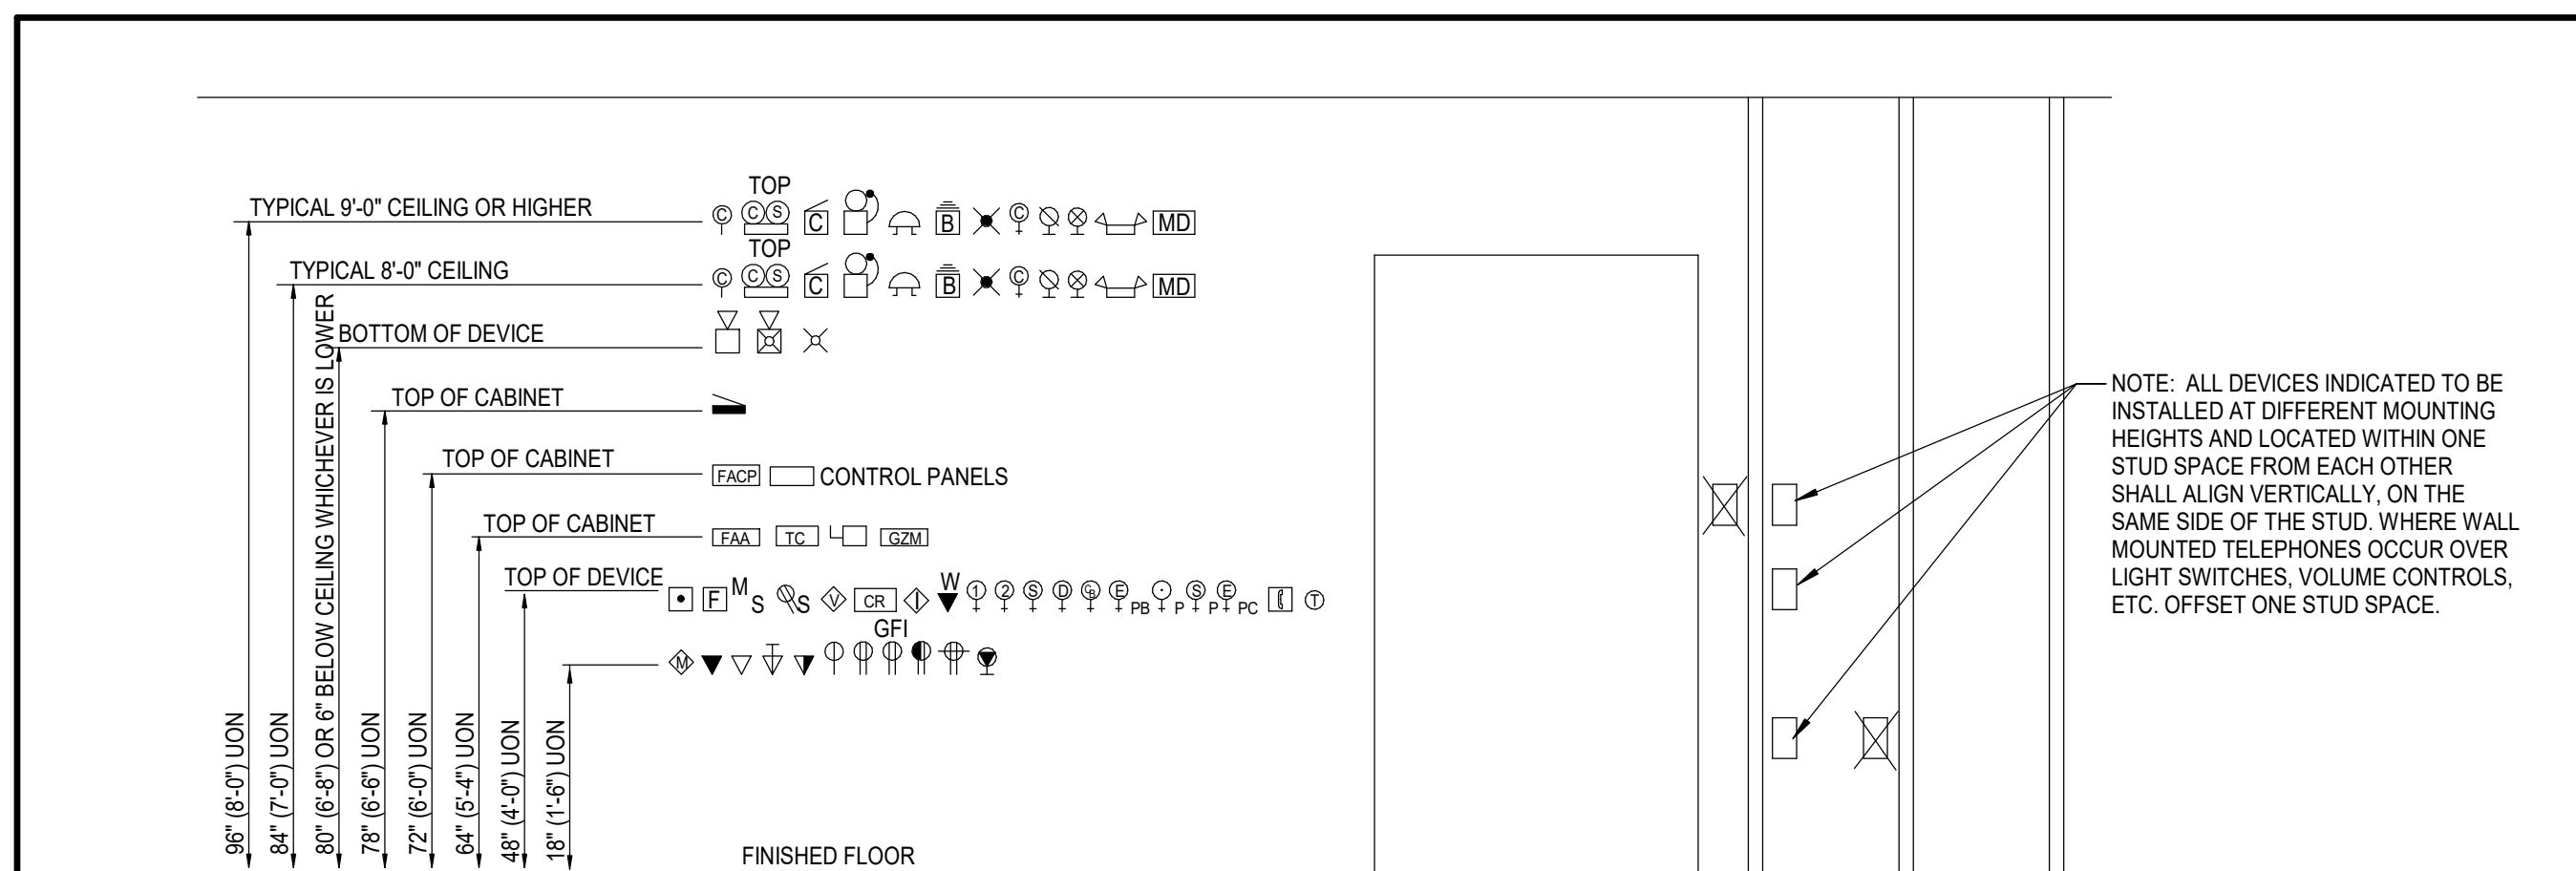 TOP
TYPICAL 9'-0" CEILING OR HIGHER
C C S C B C MD
TOP
TYPICAL 8'-0" CEILING
C C S C B C MD
BOTTOM OF DEVICE
TOP OF CABINET
TOP OF CABINET
FACP CONTROL PANELS
TOP OF CABINET
FAA TC GZM
TOP OF DEVICE
F M S S V CR I W 1 2 S D E PB P S P E PC T
GFI
M
96" (8'-0") UON
84" (7'-0") UON
80" (6'-8") OR 6" BELOW CEILING WHICHEVER IS LOWER
78" (6'-6") UON
72" (6'-0") UON
64" (5'-4") UON
48" (4'-0") UON
18" (1'-6") UON
FINISHED FLOOR
NOTE: ALL DEVICES INDICATED TO BE
INSTALLED AT DIFFERENT MOUNTING
HEIGHTS AND LOCATED WITHIN ONE
STUD SPACE FROM EACH OTHER
SHALL ALIGN VERTICALLY, ON THE
SAME SIDE OF THE STUD. WHERE WALL
MOUNTED TELEPHONES OCCUR OVER
LIGHT SWITCHES, VOLUME CONTROLS,
ETC. OFFSET ONE STUD SPACE.